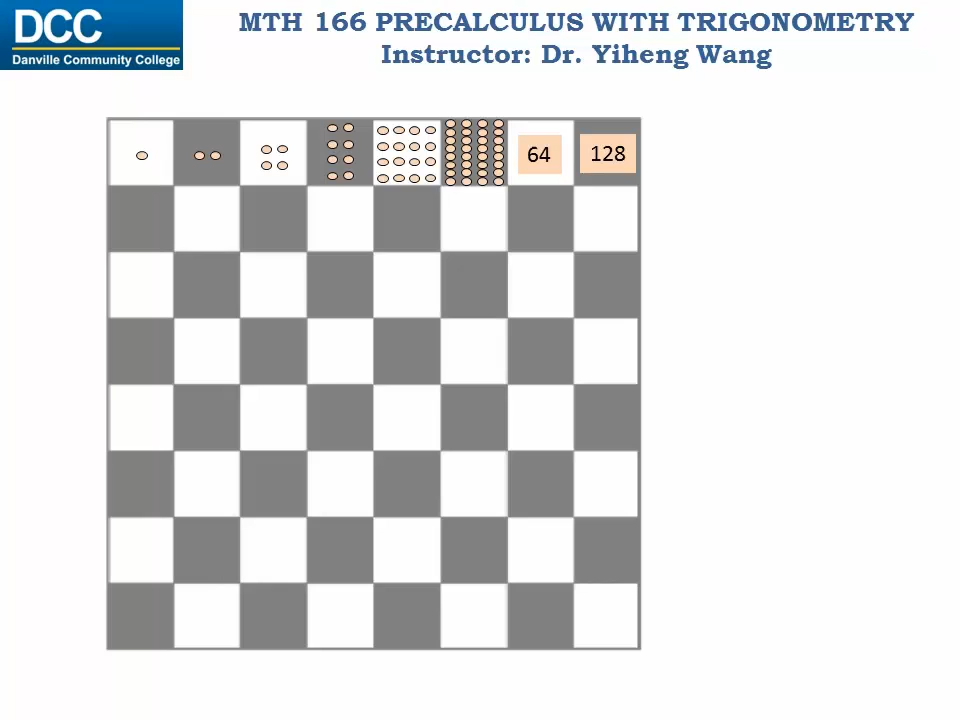 DCC
Danville Community College
MTH 166 PRECALCULUS WITH TRIGONOMETRY
Instructor: Dr. Yiheng Wang
64
128